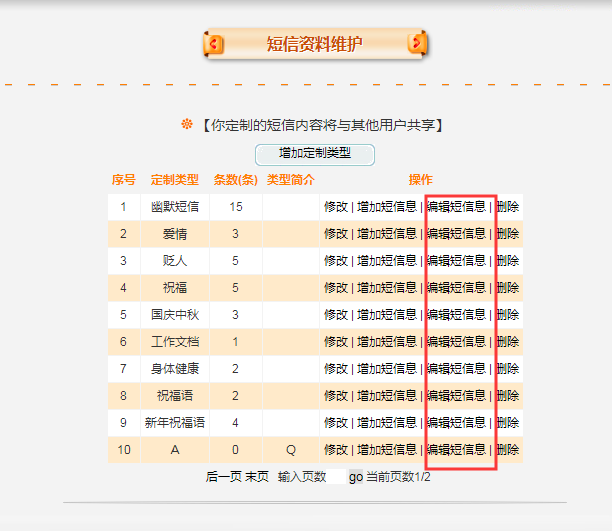 短信资料维护
【你定制的短信内容将与其他用户共享】
增加定制类型
序号 定制类型 条数(条) 类型简介 操作
1 幽默短信 15 修改 | 增加短信息 | 编辑短信息 | 删除
2 爱情 3 修改 | 增加短信息 | 编辑短信息 | 删除
3 贬人 5 修改 | 增加短信息 | 编辑短信息 | 删除
4 祝福 5 修改 | 增加短信息 | 编辑短信息 | 删除
5 国庆中秋 3 修改 | 增加短信息 | 编辑短信息 | 删除
6 工作文档 1 修改 | 增加短信息 | 编辑短信息 | 删除
7 身体健康 2 修改 | 增加短信息 | 编辑短信息 | 删除
8 祝福语 2 修改 | 增加短信息 | 编辑短信息 | 删除
9 新年祝福语 4 修改 | 增加短信息 | 编辑短信息 | 删除
10 A 0 Q 修改 | 增加短信息 | 编辑短信息 | 删除
后一页 末页 输入页数 go 当前页数1/2